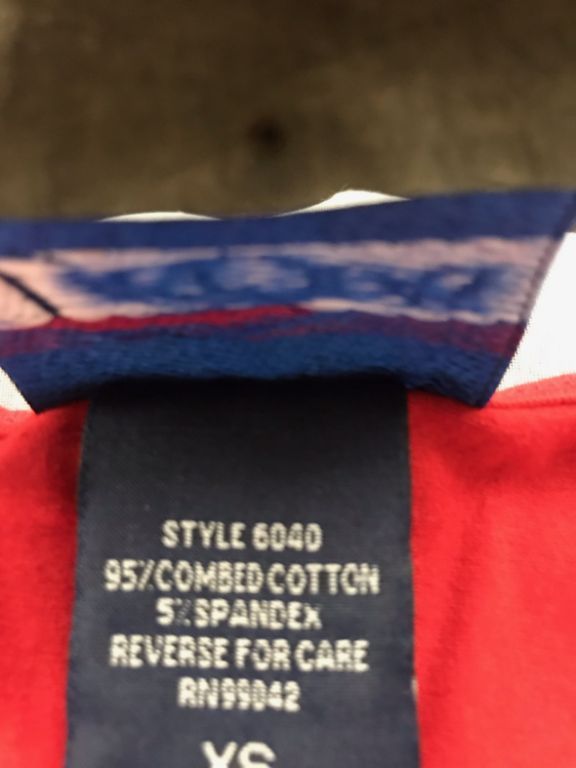 STYLE 6040
95%COMBED COTTON
5%SPANDEX
REVERSE FOR CARE
RN99042
XS